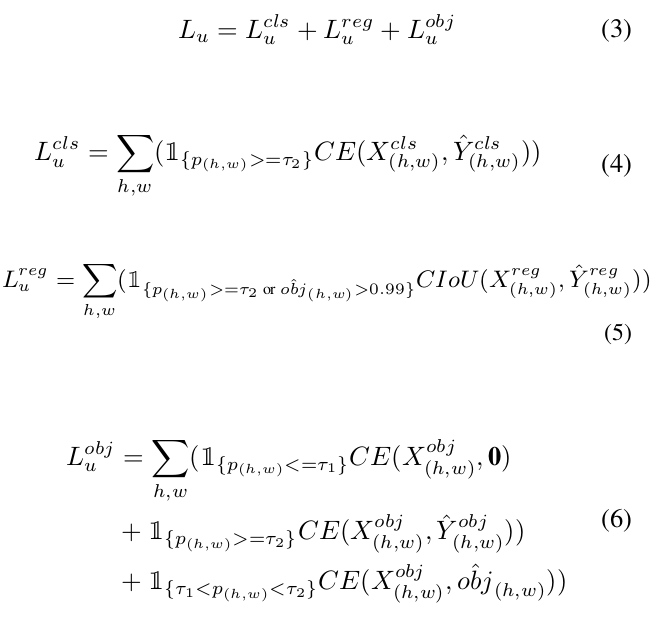 L_u = L_u^{cls} + L_u^{reg} + L_u^{obj} (3)
L_u^{cls} = \sum_{h,w} (\mathbb{1}_{\{p_{(h,w)} >= \tau_2\}} CE(X_{(h,w)}^{cls}, \hat{Y}_{(h,w)}^{cls})) (4)
L_u^{reg} = \sum_{h,w} (\mathbb{1}_{\{p_{(h,w)} >= \tau_2 \text{ or } o\hat{b}j_{(h,w)} > 0.99\}} CIoU(X_{(h,w)}^{reg}, \hat{Y}_{(h,w)}^{reg}))
(5)
L_u^{obj} = \sum_{h,w} (\mathbb{1}_{\{p_{(h,w)} <= \tau_1\}} CE(X_{(h,w)}^{obj}, \mathbf{0})
+ \mathbb{1}_{\{p_{(h,w)} >= \tau_2\}} CE(X_{(h,w)}^{obj}, \hat{Y}_{(h,w)}^{obj})) (6)
+ \mathbb{1}_{\{\tau_1 < p_{(h,w)} < \tau_2\}} CE(X_{(h,w)}^{obj}, o\hat{b}j_{(h,w)}))